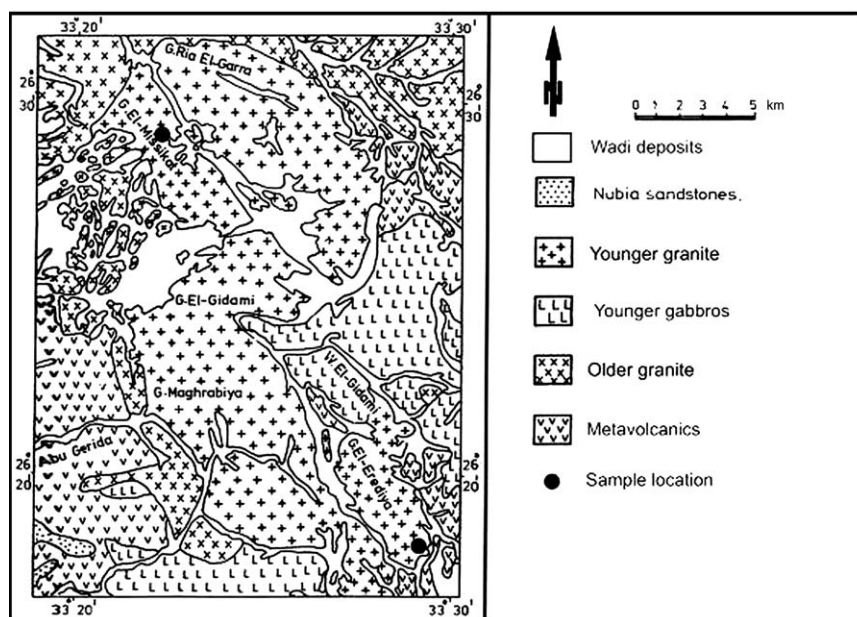 33°20'
33°30'
26°
30'
26°
30'
G.Ria El-Garra
G.El-Missikat
G.El-Gidami
W.El-Gidami
G-Maghrabiya
Abu Gerida
G.El-Erediya
26°
20'
26°
20'
33°20'
33°30'
N
0 1 2 3 4 5 km
Wadi deposits
Nubia sandstones.
Younger granite
Younger gabbros
Older granite
Metavolcanics
Sample location